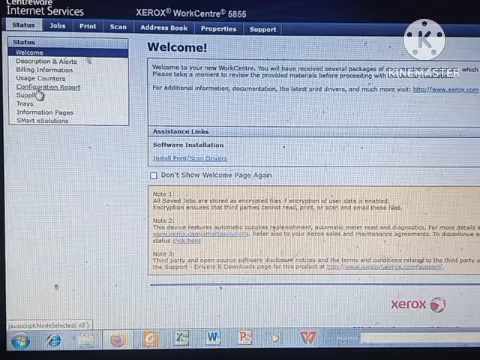 Centreware
Internet Services
XEROX® WorkCentre® 5855
Status Jobs Print Scan Address Book Properties Support
Status
Welcome
Description & Alerts
Billing Information
Usage Counters
Configuration Report
Supplies
Trays
Information Pages
SMart eSolutions
Welcome!
Welcome to your new WorkCentre. You will have received several packages of which
Please take a moment to review the provided materials before proceeding with
For additional information, documentation, the latest print drivers, and much more visit: http://www.xerox.com
Assistance Links
Software Installation
Install Print/Scan Drivers
Don't Show Welcome Page Again
Note 1:
All Saved Jobs are stored as encrypted files if encryption of user data is enabled.
Encryption ensures that third parties cannot read, print, or scan and email these files.
Note 2:
This device features automatic supplies replenishment, automatic meter read and diagnostics. For more details
www.xerox.com/smartesolutions. Refer also to your Xerox sales and maintenance agreements. To discontinue
status click here
Note 3:
Third party and open source software disclosure notices and the terms and conditions related to the third party
the Support - Drivers & Downloads page for this product at http://www.support.xerox.com/support/.
xerox
KINEMASTER
Address